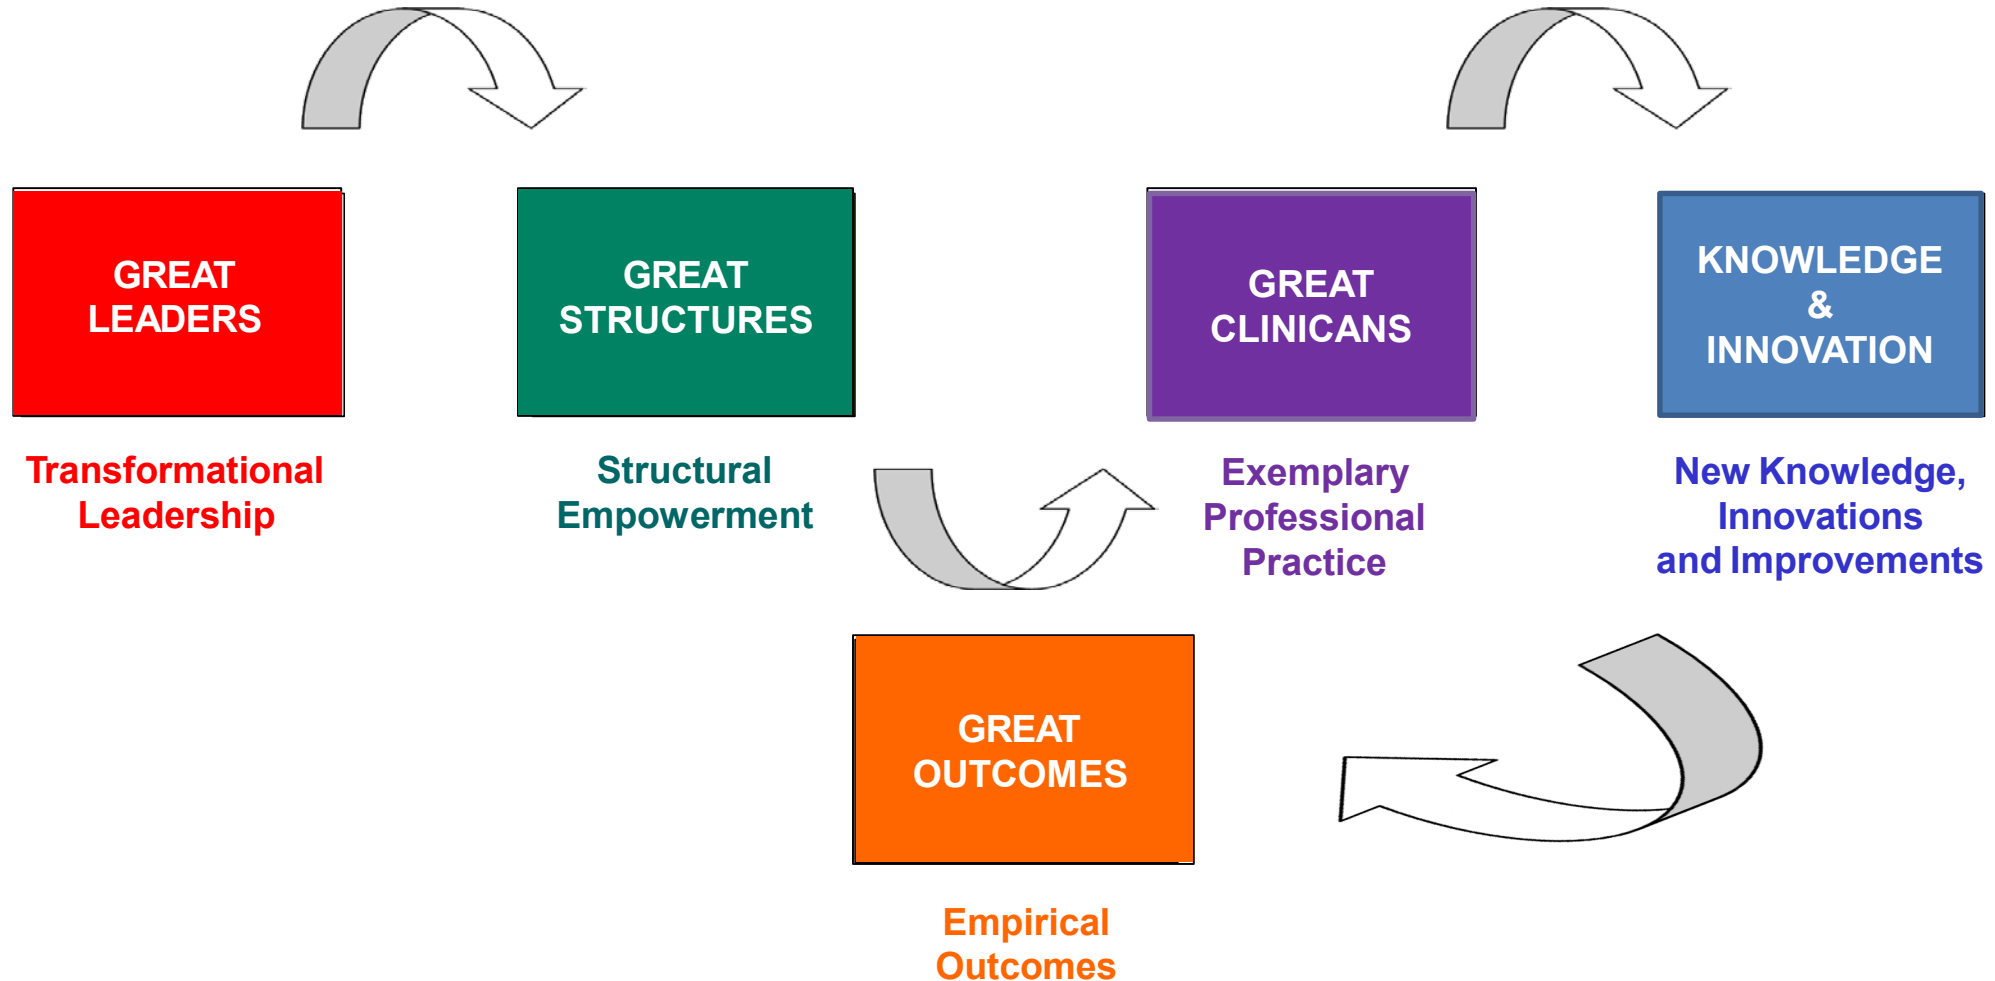 GREAT
LEADERS
GREAT
STRUCTURES
GREAT
CLINICANS
KNOWLEDGE
&
INNOVATION
Transformational
Leadership
Structural
Empowerment
Exemplary
Professional
Practice
New Knowledge,
Innovations
and Improvements
GREAT
OUTCOMES
Empirical
Outcomes